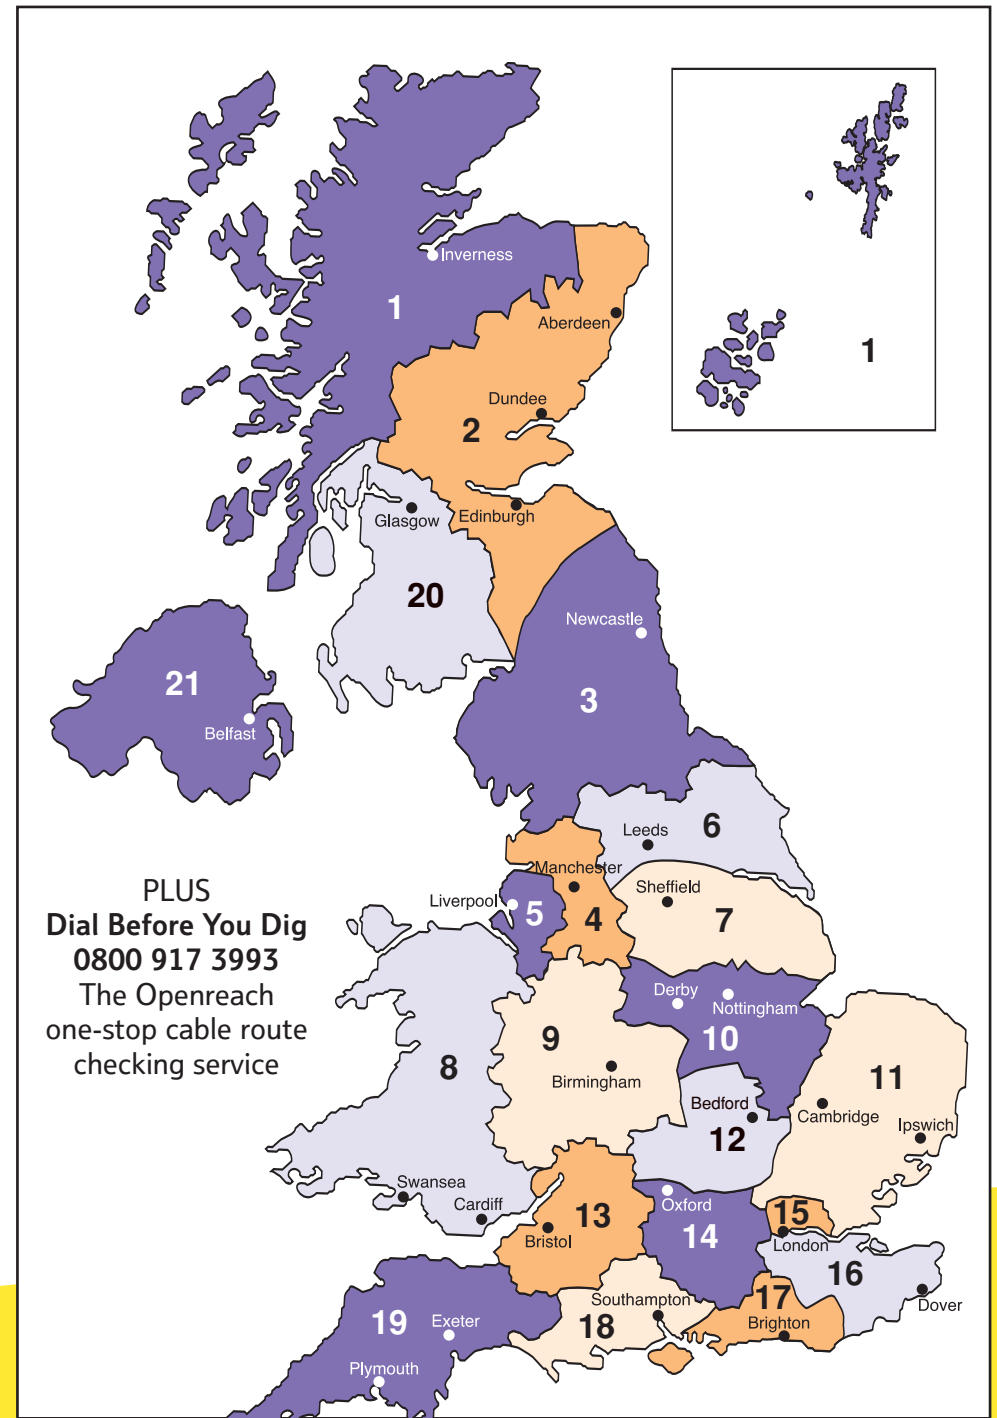 Inverness
1
Aberdeen
1
Dundee
2
Glasgow
Edinburgh
20
Newcastle
21
3
Belfast
6
Leeds
Manchester
Sheffield
PLUS
Dial Before You Dig
0800 917 3993
The Openreach
one-stop cable route
checking service
Liverpool
5
4
7
Derby
Nottingham
10
9
8
Birmingham
11
Bedford
Cambridge
Ipswich
12
Swansea
Cardiff
Oxford
13
15
14
Bristol
London
16
17
Southampton
Dover
19
Exeter
18
Brighton
Plymouth